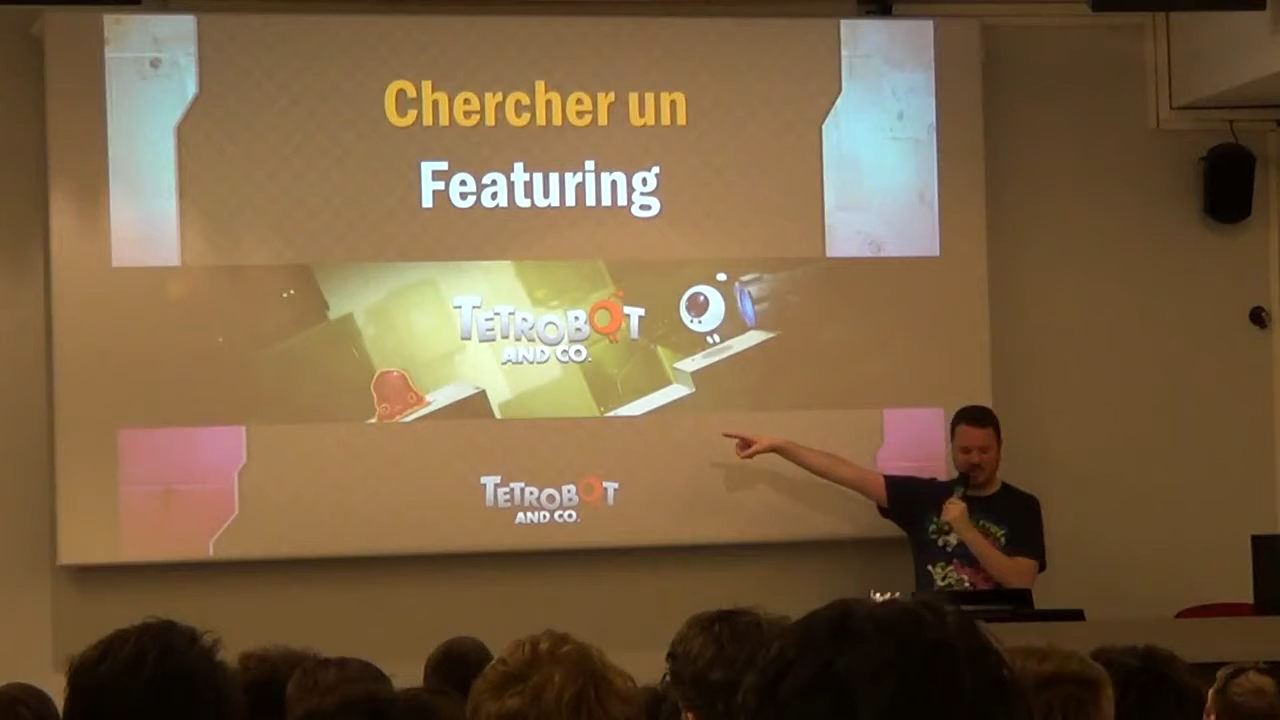 Chercher un
Featuring
TETROBOT
AND CO.
TETROBOT
AND CO.